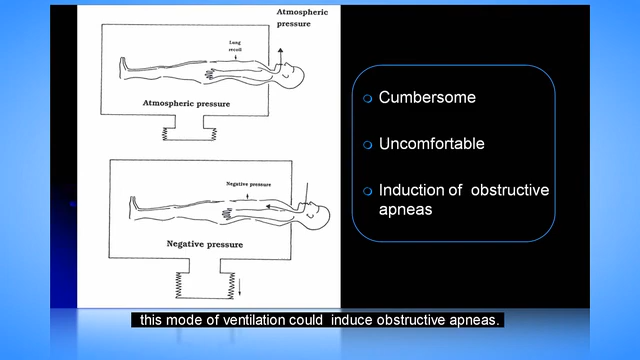 Atmospheric
pressure
Lung
recoil
Atmospheric pressure
Negative pressure
Negative pressure
Cumbersome
Uncomfortable
Induction of obstructive
apneas
this mode of ventilation could induce obstructive apneas.